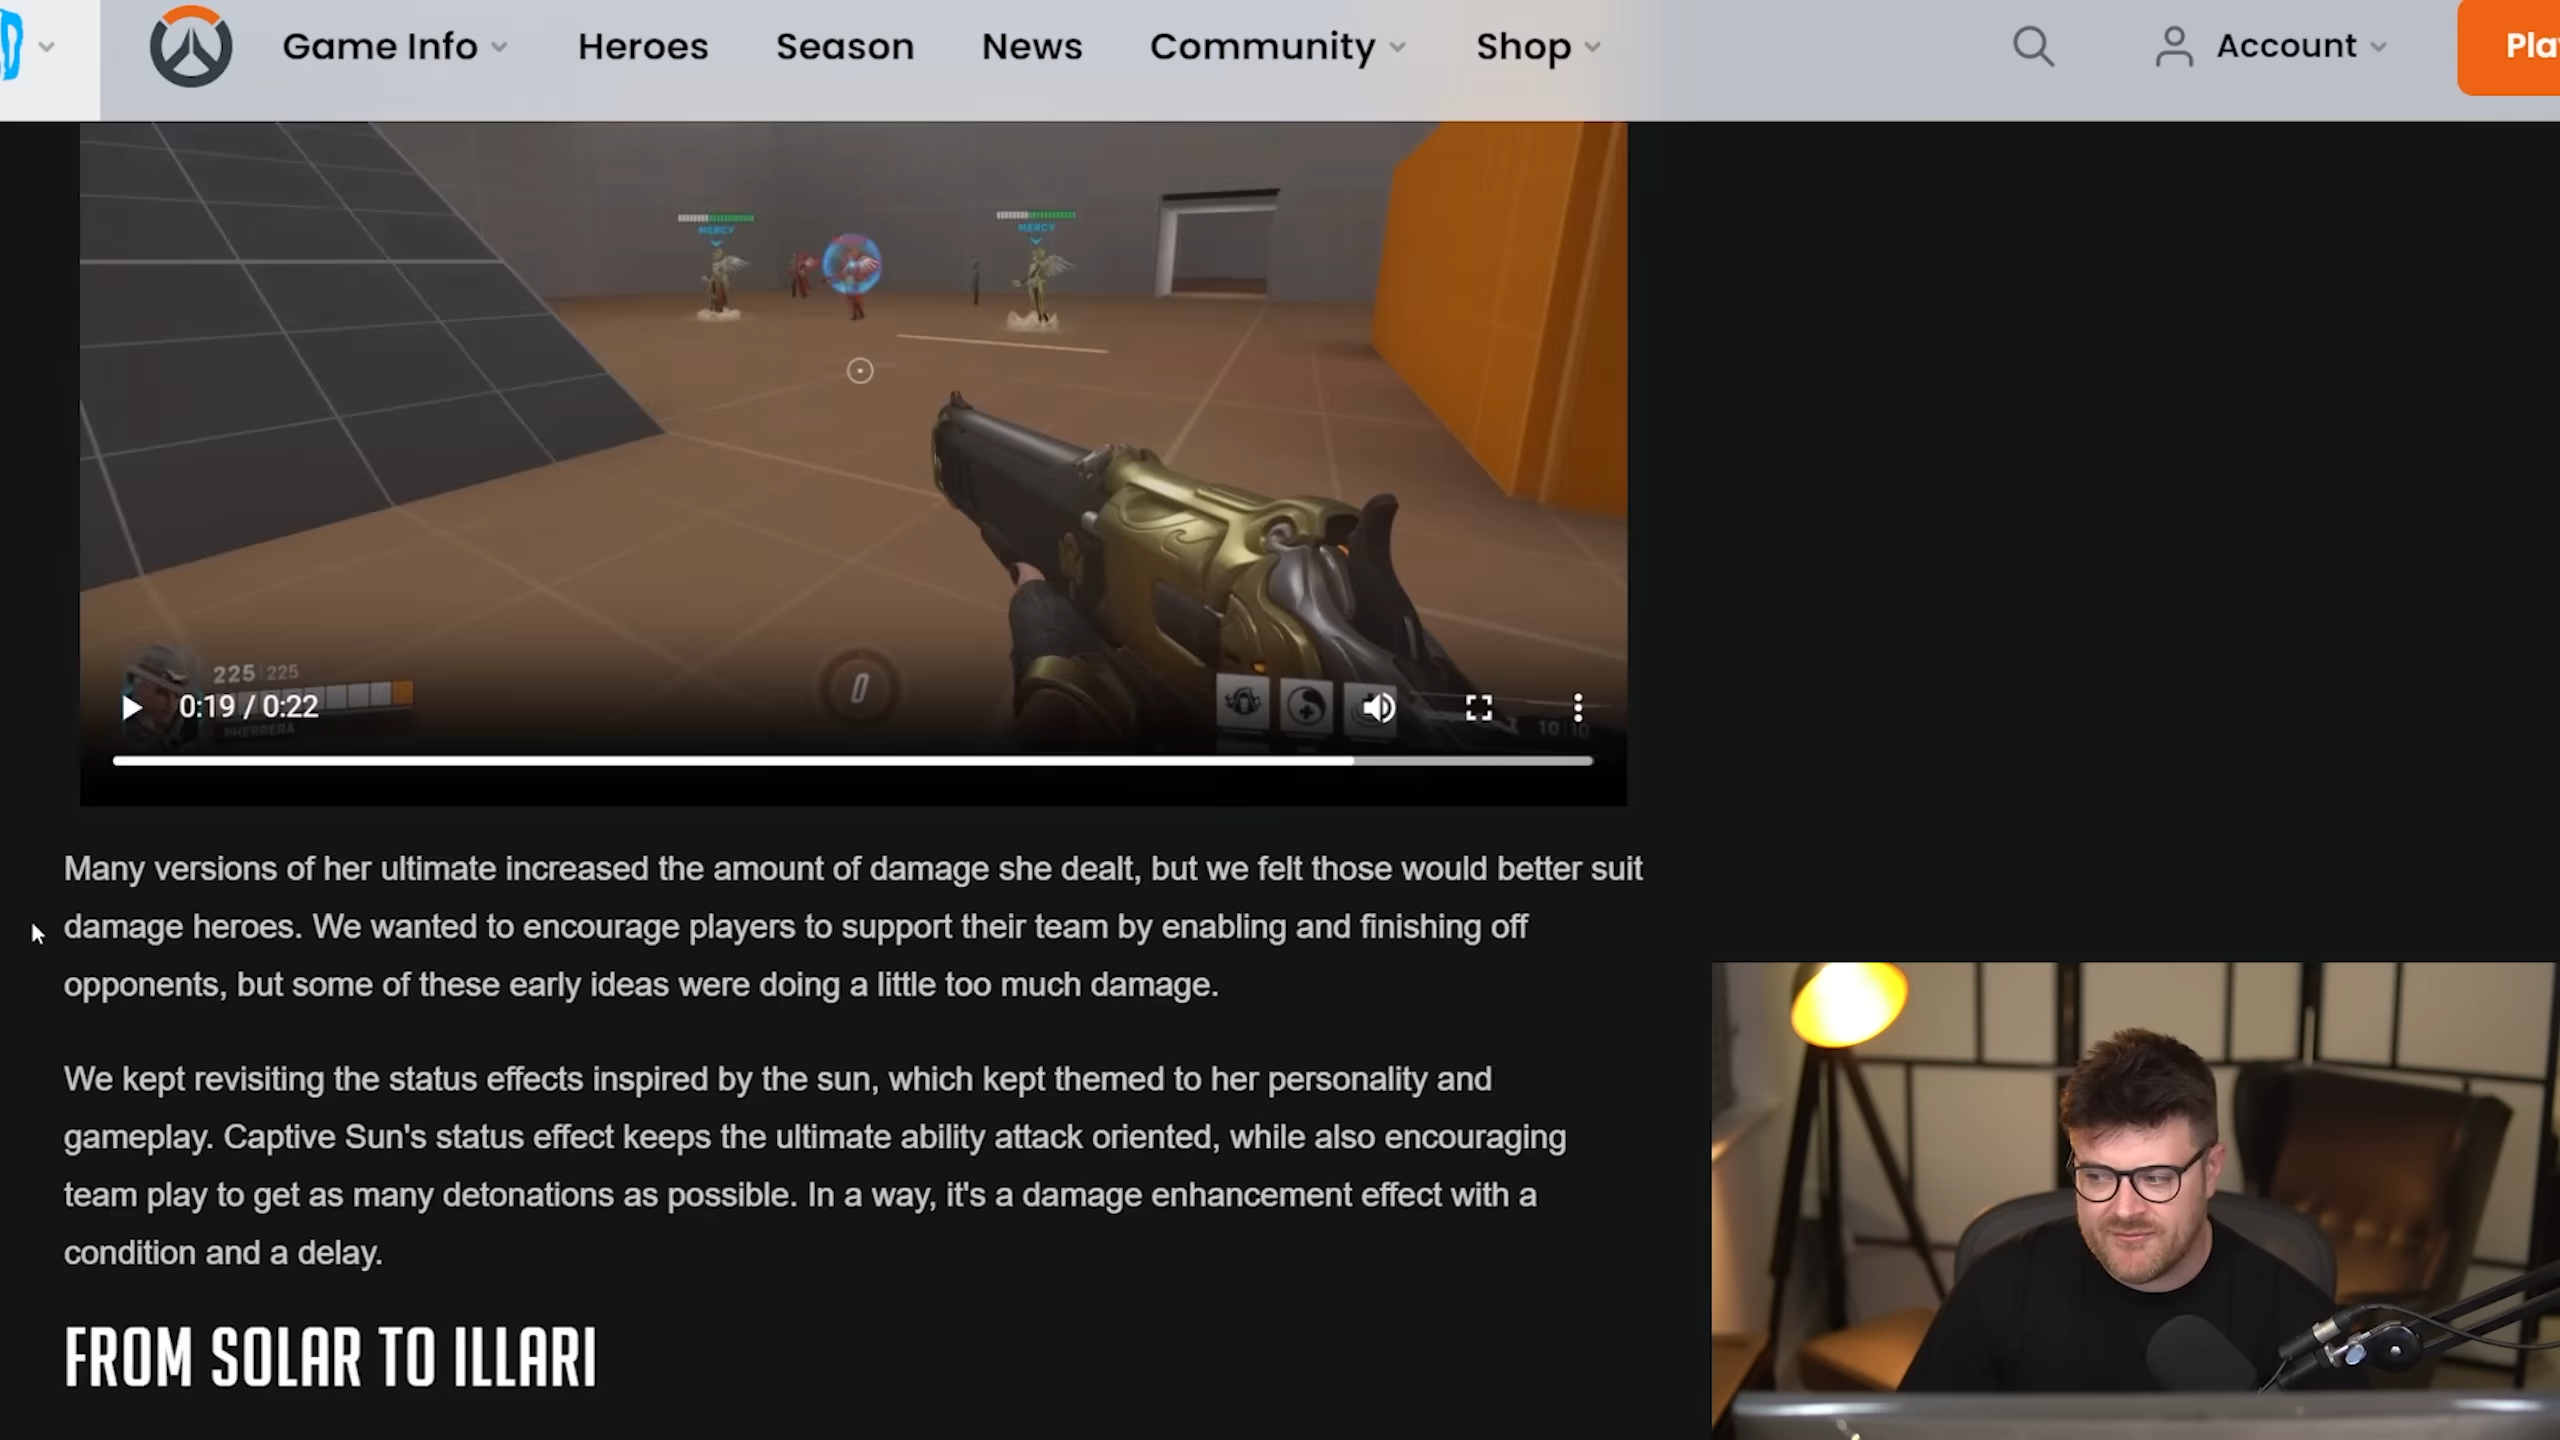 Game Info
Heroes
Season
News
Community
Shop
Account
MERCY
MERCY
225 | 225
0:19 / 0:22
0
10 | 10
Many versions of her ultimate increased the amount of damage she dealt, but we felt those would better suit
damage heroes. We wanted to encourage players to support their team by enabling and finishing off
opponents, but some of these early ideas were doing a little too much damage.
We kept revisiting the status effects inspired by the sun, which kept themed to her personality and
gameplay. Captive Sun's status effect keeps the ultimate ability attack oriented, while also encouraging
team play to get as many detonations as possible. In a way, it's a damage enhancement effect with a
condition and a delay.
FROM SOLAR TO ILLARI